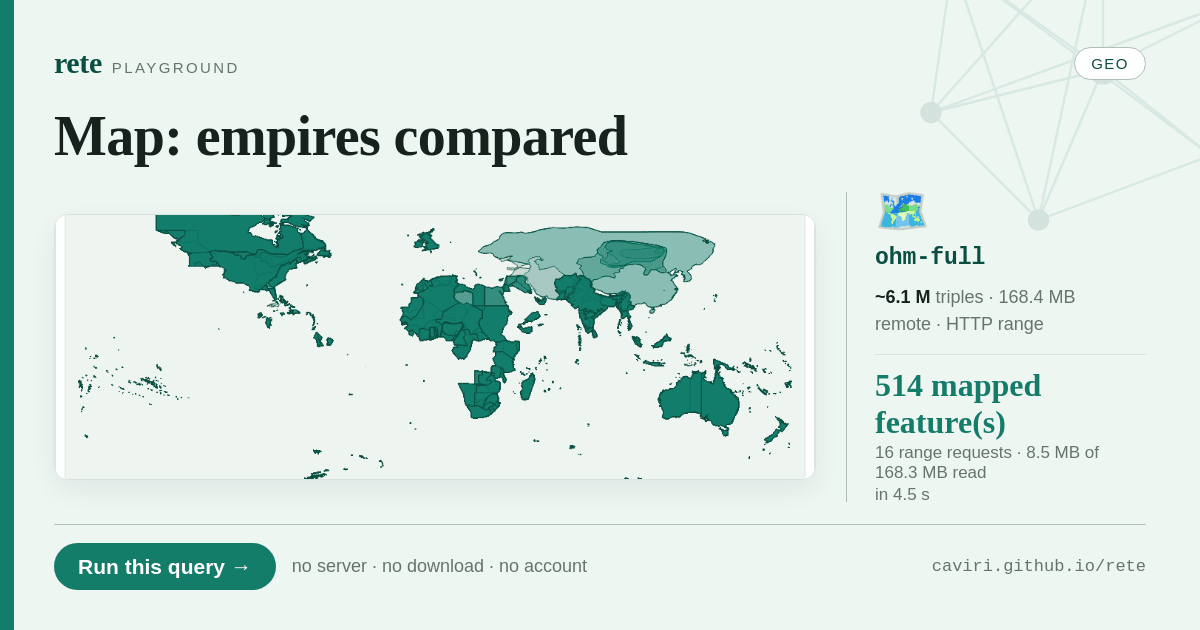 rete PLAYGROUND
GEO
Map: empires compared
ohm-full
~6.1 M triples · 168.4 MB
remote · HTTP range
514 mapped
feature(s)
16 range requests · 8.5 MB of
168.3 MB read
in 4.5 s
Run this query →
no server · no download · no account
caviri.github.io/rete